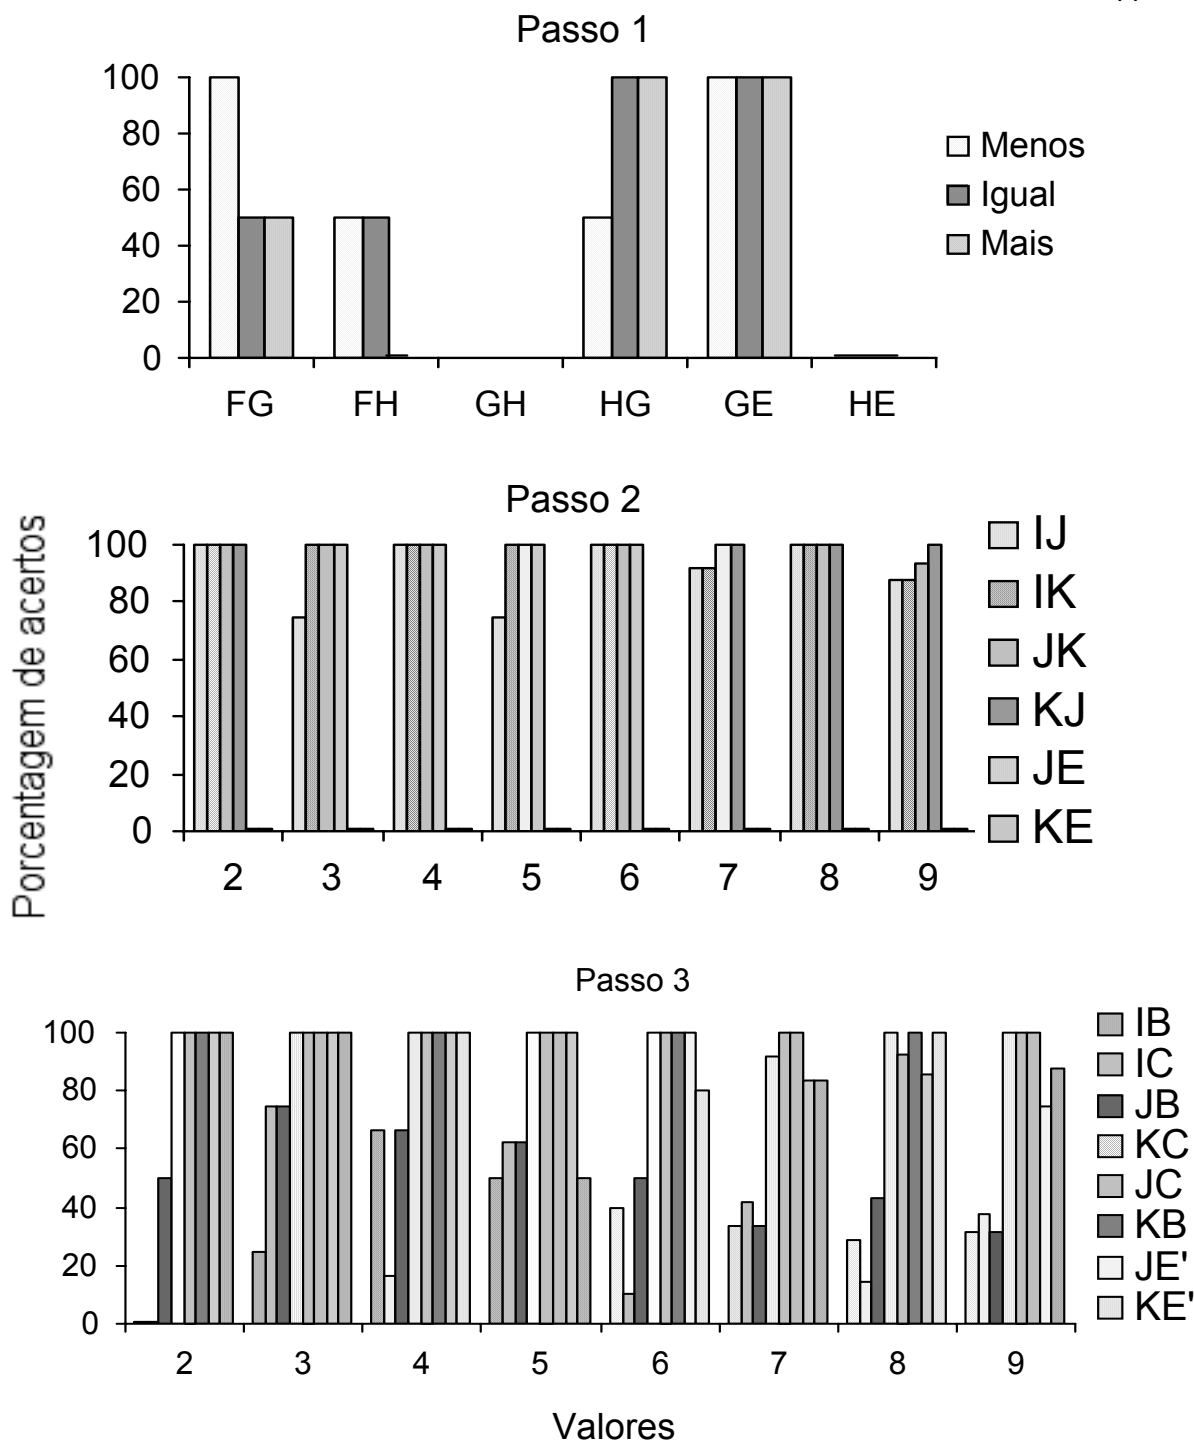 Passo 1
100
80
60
40
20
0
FG FH GH HG GE HE
Menos
Igual
Mais
Porcentagem de acertos
Passo 2
100
80
60
40
20
0
2 3 4 5 6 7 8 9
IJ
IK
JK
KJ
JE
KE
Passo 3
100
80
60
40
20
0
2 3 4 5 6 7 8 9
IB
IC
JB
KC
JC
KB
JE'
KE'
Valores